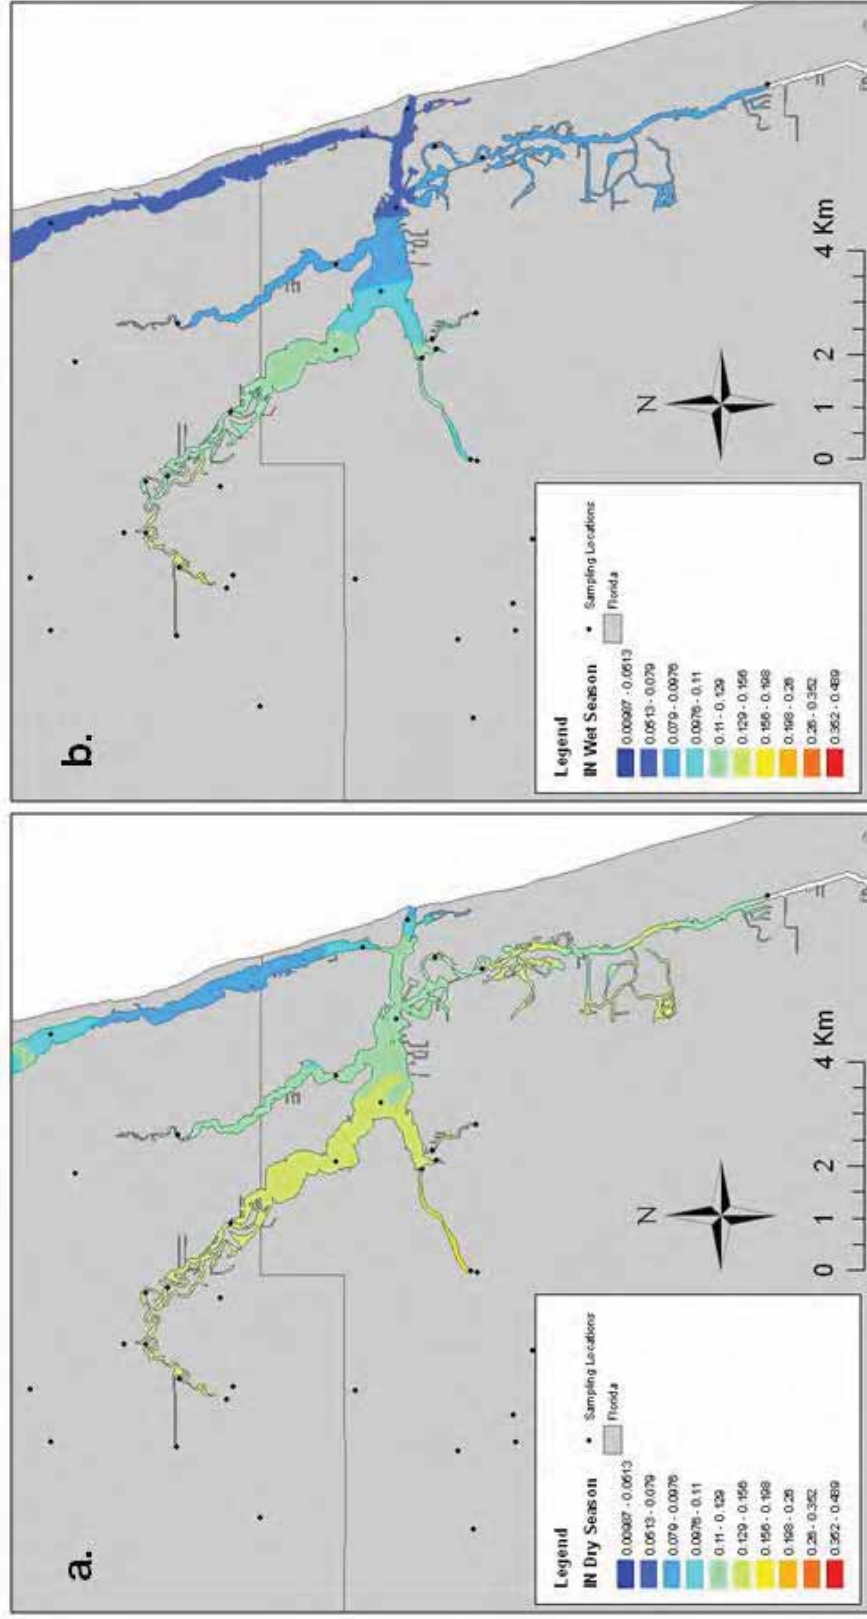 a.
Legend
IN Dry Season
0.00987 - 0.0513
0.0513 - 0.079
0.079 - 0.0976
0.0976 - 0.11
0.11 - 0.129
0.129 - 0.156
0.156 - 0.198
0.198 - 0.26
0.26 - 0.352
0.352 - 0.489
Sampling Locations
Florida
N
0 1 2 4 Km
b.
Legend
IN Wet Season
0.00987 - 0.0513
0.0513 - 0.079
0.079 - 0.0976
0.0976 - 0.11
0.11 - 0.129
0.129 - 0.156
0.156 - 0.198
0.198 - 0.26
0.26 - 0.352
0.352 - 0.489
Sampling Locations
Florida
N
0 1 2 4 Km